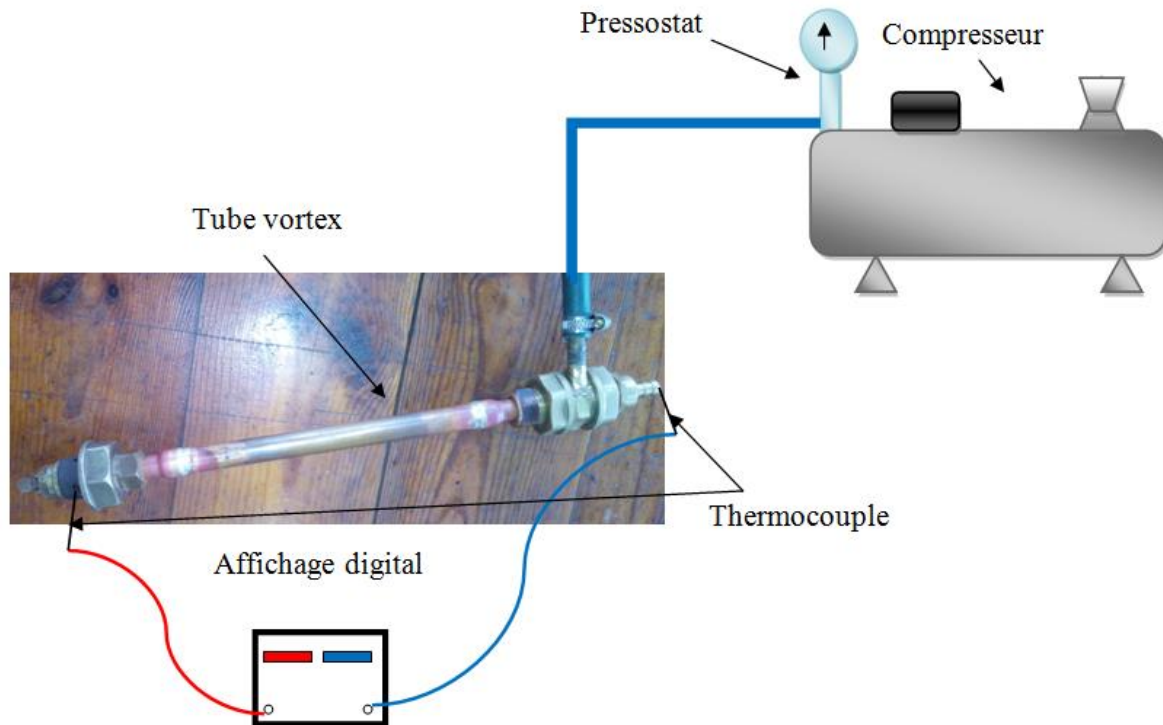 Pressostat
Compresseur
Tube vortex
Thermocouple
Affichage digital